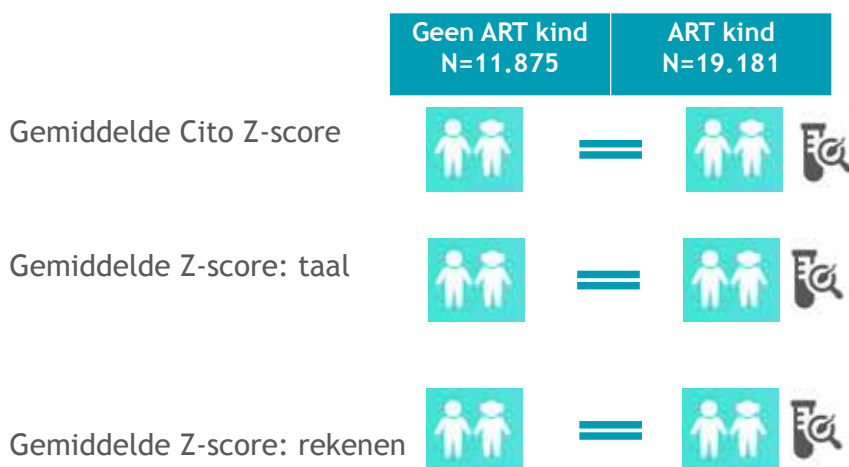 Geen ART kind
N=11.875
ART kind
N=19.181
Gemiddelde Cito Z-score
Gemiddelde Z-score: taal
Gemiddelde Z-score: rekenen